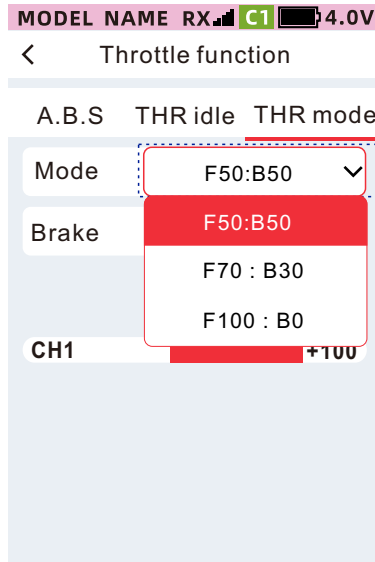 MODEL NAME RX C1 4.0V
Throttle function
A.B.S THR idle THR mode
Mode F50:B50
Brake F50:B50
F70 : B30
F100 : B0
CH1 +100